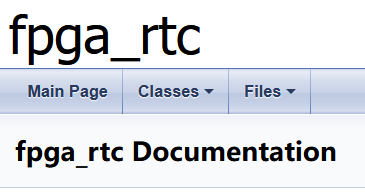 fpga_rtc
Main Page Classes Files
fpga_rtc Documentation